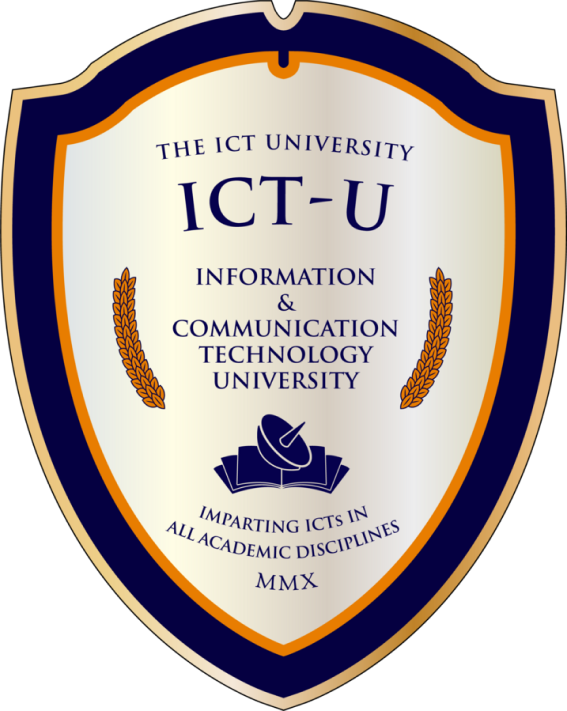 THE ICT UNIVERSITY
ICT-U
INFORMATION
&
COMMUNICATION
TECHNOLOGY
UNIVERSITY
IMPARTING ICTs IN
ALL ACADEMIC DISCIPLINES
MMX